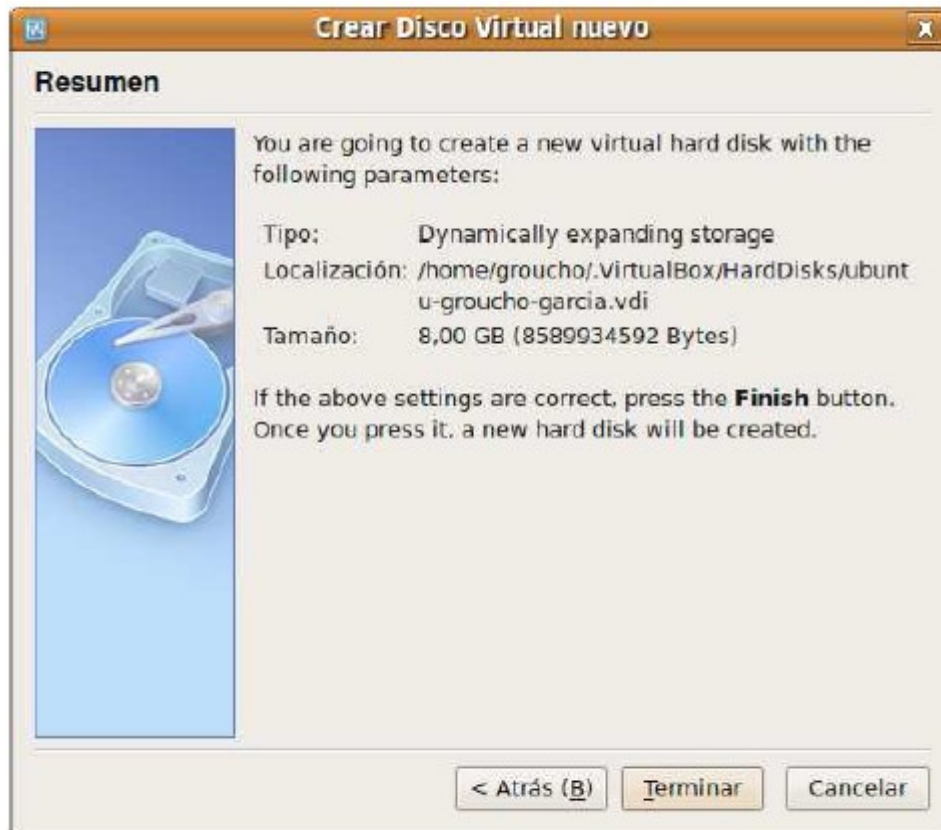 Crear Disco Virtual nuevo
Resumen
You are going to create a new virtual hard disk with the
following parameters:
Tipo: Dynamically expanding storage
Localización: /home/groucho/.VirtualBox/HardDisks/ubunt
u-groucho-garcia.vdi
Tamaño: 8,00 GB (8589934592 Bytes)
If the above settings are correct, press the Finish button.
Once you press it, a new hard disk will be created.
< Atrás (B) Terminar Cancelar